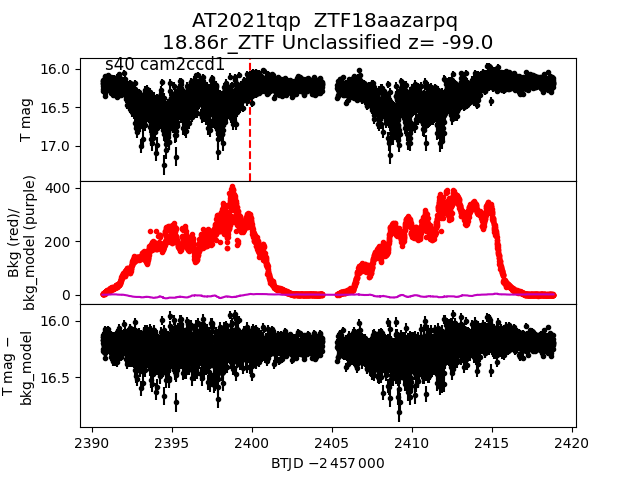 AT2021tqp  ZTF18aazarpq
18.86r_ZTF Unclassified z= -99.0
s40 cam2ccd1
16.0
16.5
17.0
T mag
400
200
0
Bkg (red)/
bkg_model (purple)
16.0
16.5
T mag −
bkg_model
2390 2395 2400 2405 2410 2415 2420
BTJD −2 457 000